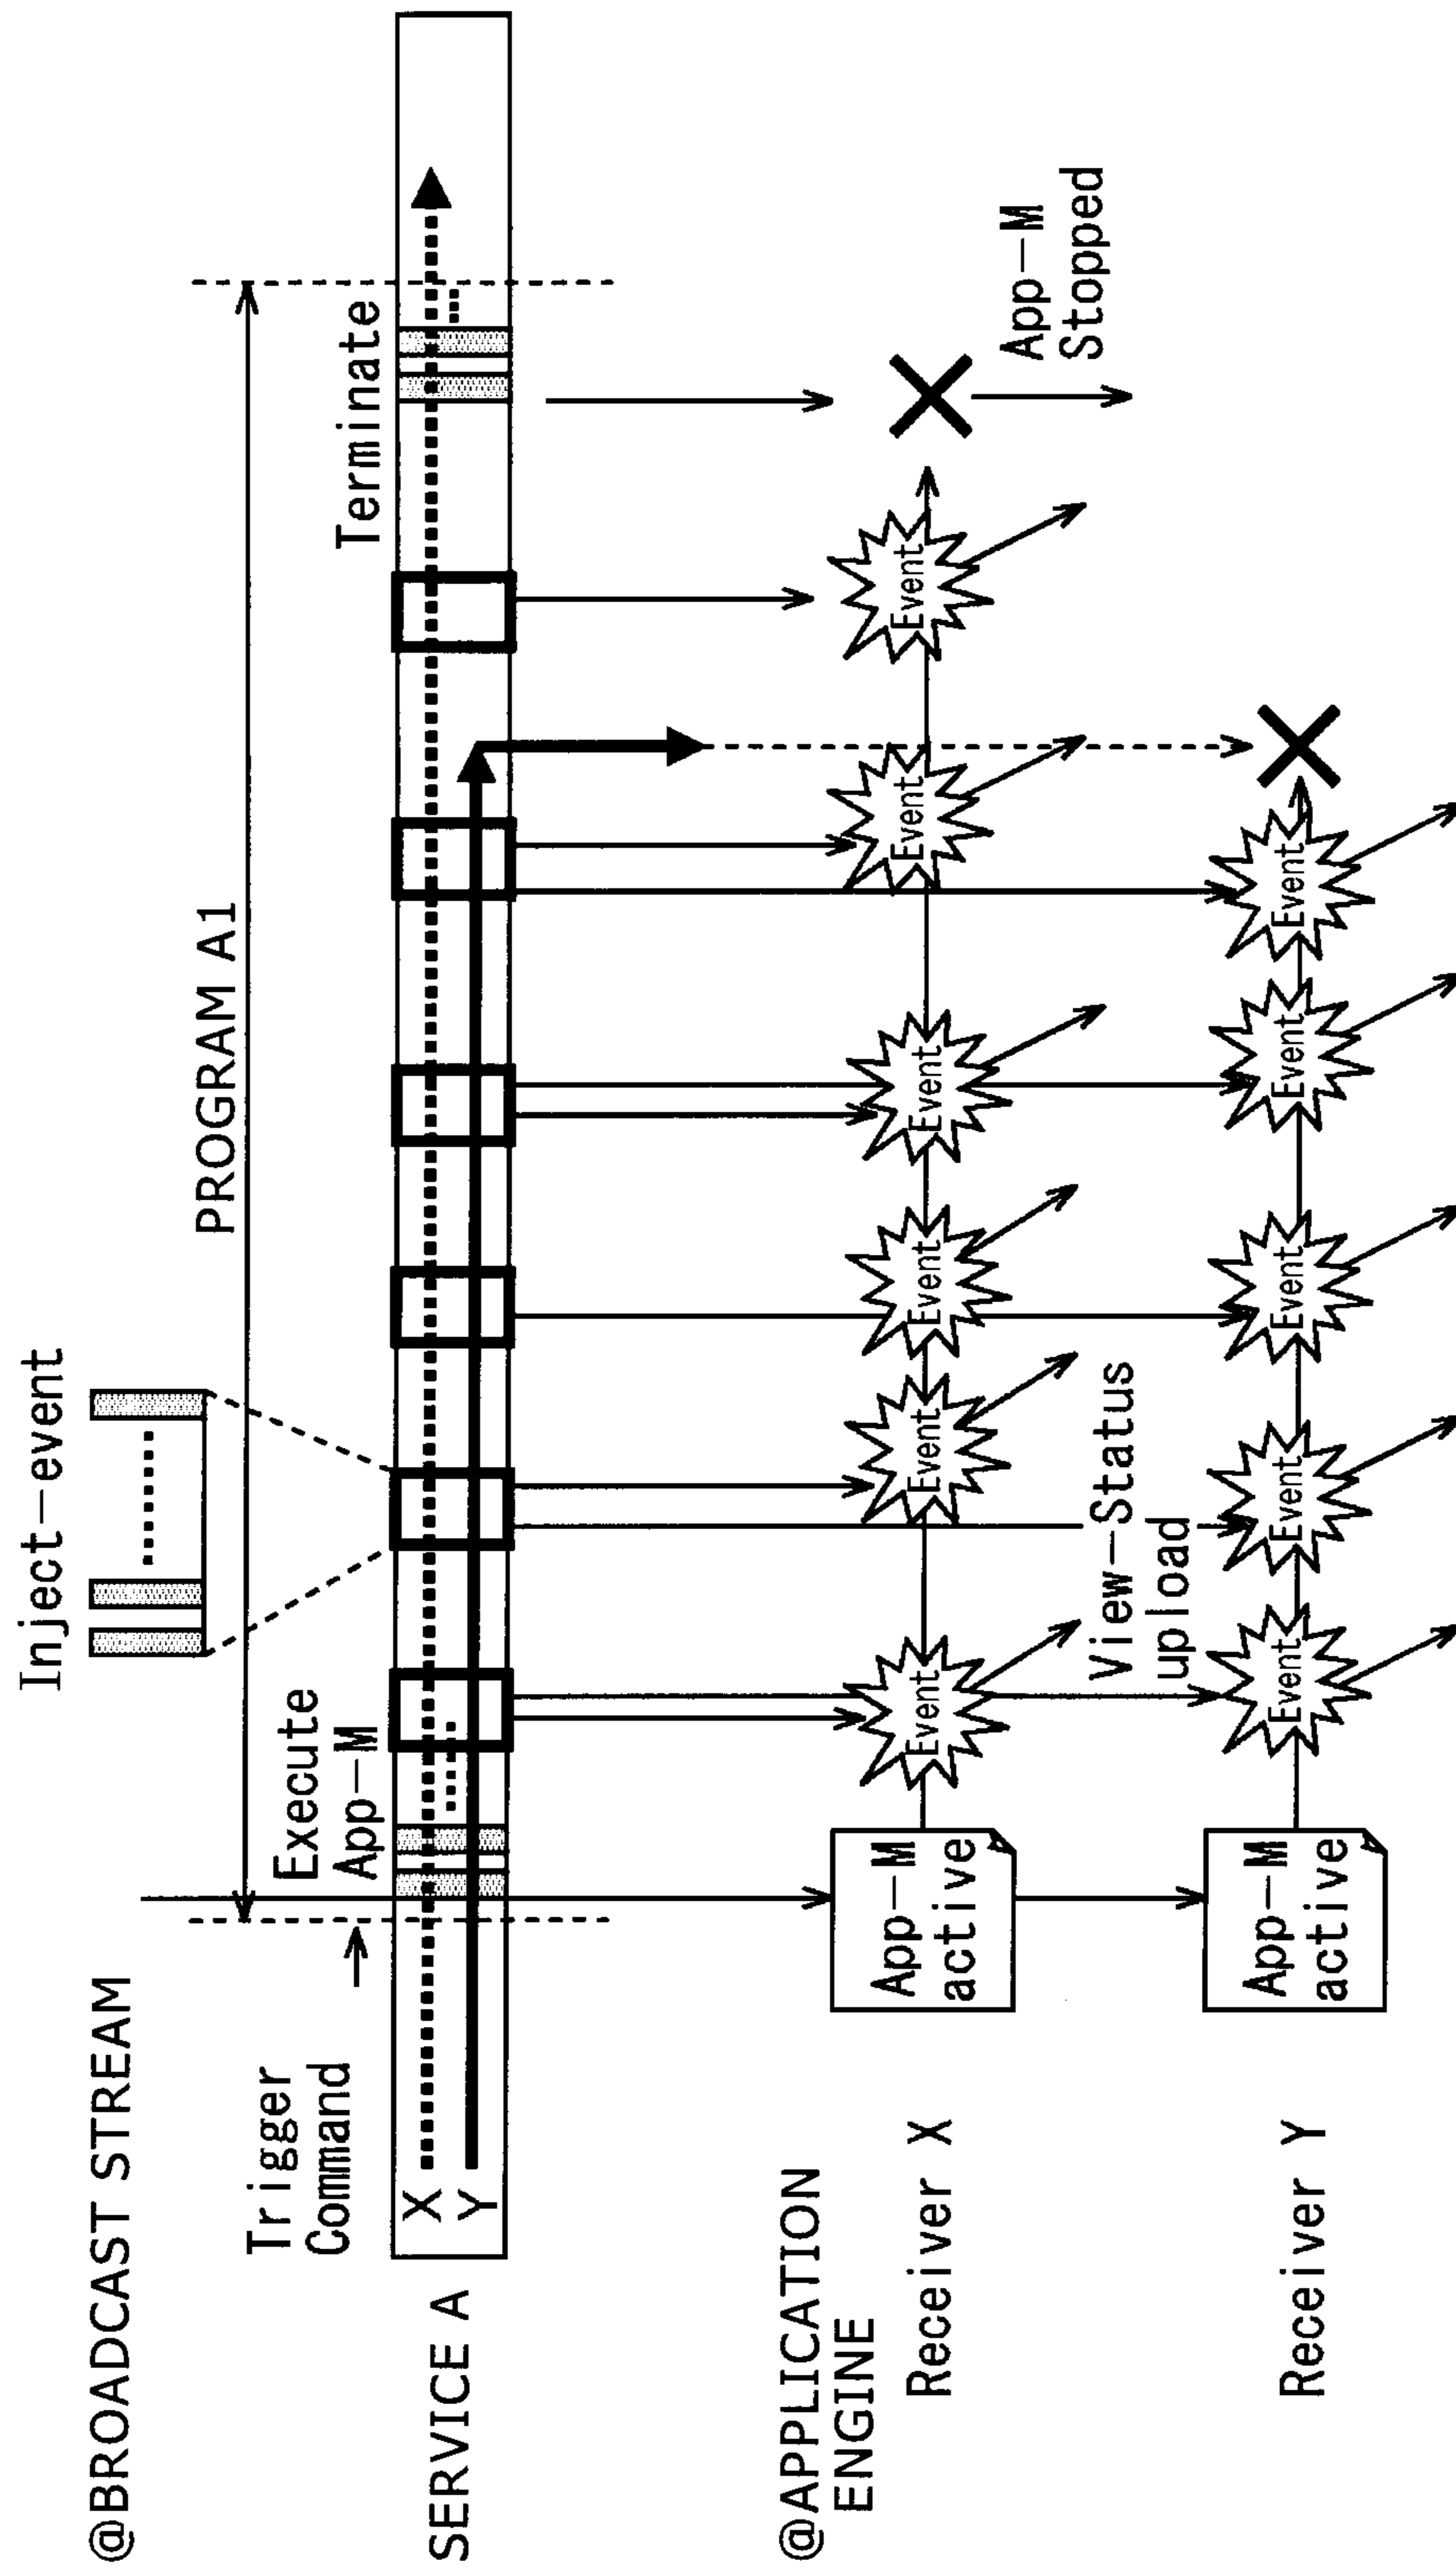 @BROADCAST STREAM
Inject-event
PROGRAM A1
Trigger
Command
Execute
App-M
Terminate
SERVICE A
X
Y
@APPLICATION
ENGINE
Receiver X
App-M
active
Event
Event
Event
Event
Event
Event
App-M
Stopped
View-Status
upload
Receiver Y
App-M
active
Event
Event
Event
Event
Event